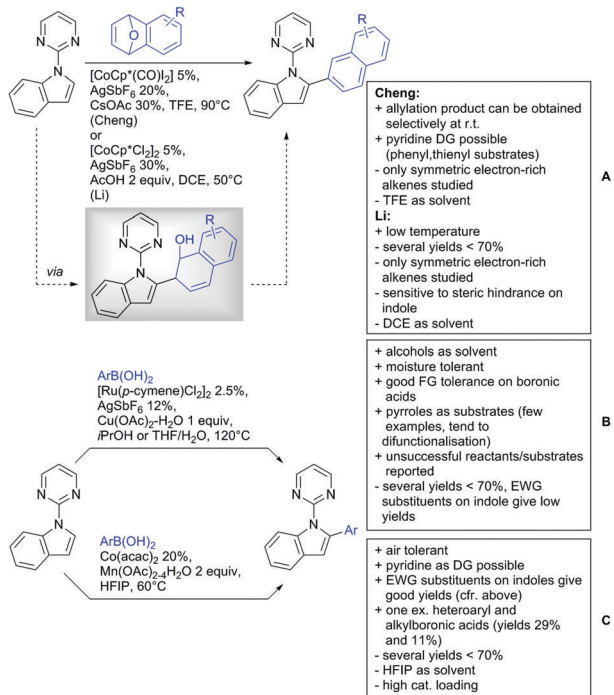 R
O
N
N
N
[CoCp*(CO)I₂] 5%,
AgSbF₆ 20%,
CsOAc 30%, TFE, 90°C
(Cheng)
or
[CoCp*Cl₂]₂ 5%,
AgSbF₆ 30%,
AcOH 2 equiv, DCE, 50°C
(Li)
N
N
N
R
via
R
OH
N
N
N
Cheng:
+ allylation product can be obtained
selectively at r.t.
+ pyridine DG possible
(phenyl,thienyl substrates)
- only symmetric electron-rich
alkenes studied
- TFE as solvent
Li:
+ low temperature
- several yields < 70%
- only symmetric electron-rich
alkenes studied
- sensitive to steric hindrance on
indole
- DCE as solvent
A
ArB(OH)₂
[Ru(p-cymene)Cl₂]₂ 2.5%,
AgSbF₆ 12%,
Cu(OAc)₂-H₂O 1 equiv,
iPrOH or THF/H₂O, 120°C
+ alcohols as solvent
+ moisture tolerant
+ good FG tolerance on boronic
acids
+ pyrroles as substrates (few
examples, tend to
difunctionalisation)
+ unsuccessful reactants/substrates
reported
- several yields < 70%, EWG
substituents on indole give low
yields
B
N
N
N
ArB(OH)₂
Co(acac)₂ 20%,
Mn(OAc)₂₋₄H₂O 2 equiv,
HFIP, 60°C
N
N
N
Ar
+ air tolerant
+ pyridine as DG possible
+ EWG substituents on indoles give
good yields (cfr. above)
+ one ex. heteroaryl and
alkylboronic acids (yields 29%
and 11%)
- several yields < 70%
- HFIP as solvent
- high cat. loading
C